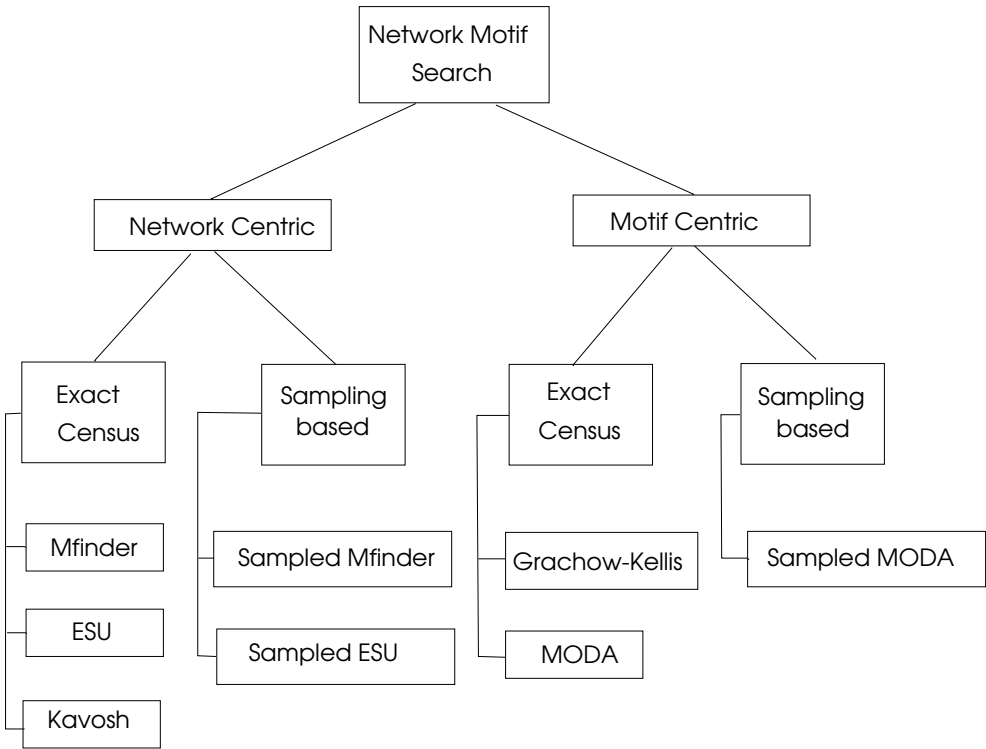 Network Motif
Search
Network Centric
Motif Centric
Exact
Census
Sampling
based
Exact
Census
Sampling
based
Mfinder
Sampled Mfinder
Grachow-Kellis
Sampled MODA
ESU
Sampled ESU
MODA
Kavosh